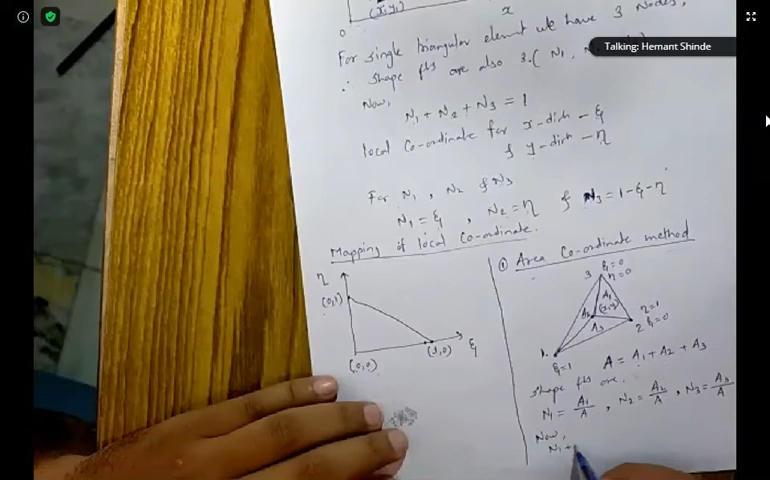 (x,y,)
x
0
For single triangular element we have 3 Nodes,
∴ shape fns are also 3. ( N1,
Talking: Hemant Shinde
Now,
N1 + N2 + N3 = 1
local Co-ordinate for x-dirn - ξ
& y-dirn - η
For N1, N2 & N3
N1 = ξ , N2 = η & N3 = 1-ξ-η
Mapping of local Co-ordinate.
η
(0,1)
(0,0)
(1,0)
ξ
① Area Co-ordinate method
3 ξ=0
η=0
A1
(x,y)
A2
A3
η=1
2 ξ=0
1.
ξ=1
A = A1 + A2 + A3
shape fns are.
N1 = A1/A , N2 = A2/A , N3 = A3/A
Now,
N1 +